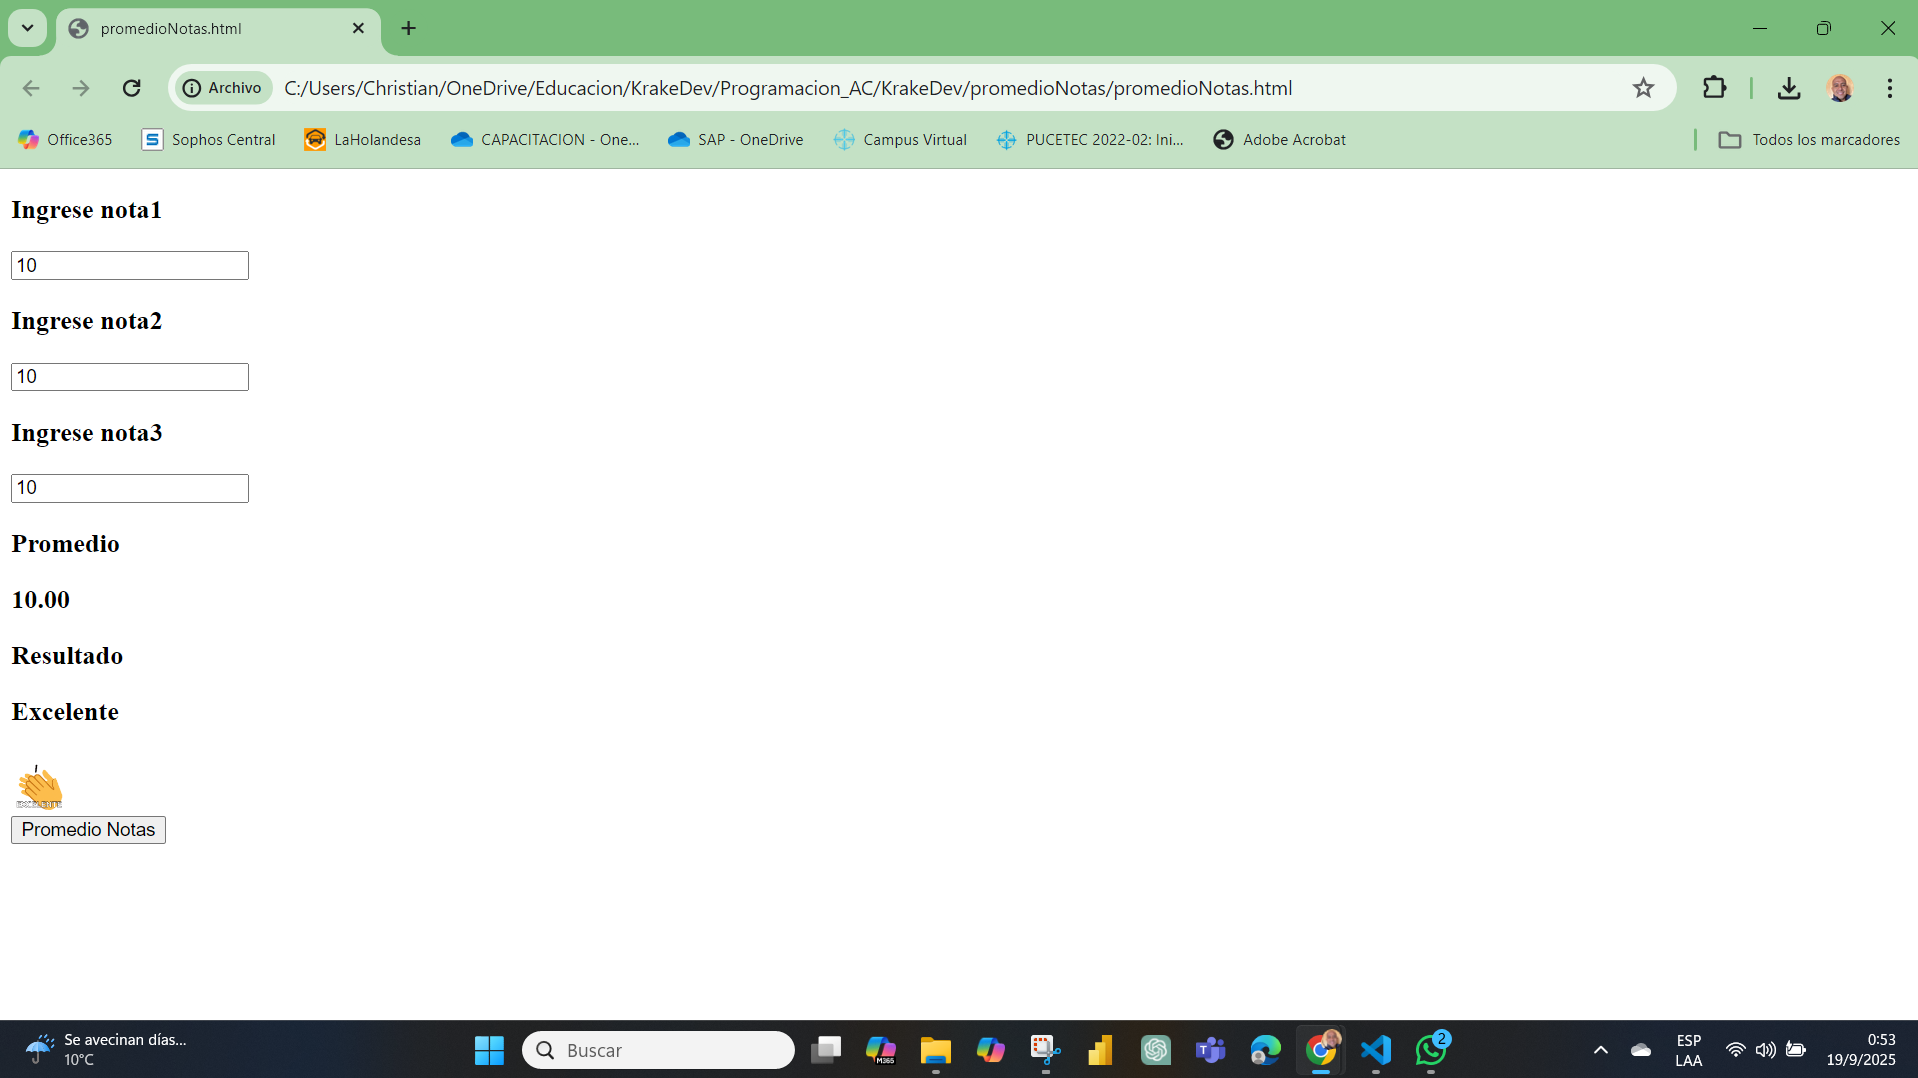 promedioNotas.html
Archivo
C:/Users/Christian/OneDrive/Educacion/KrakeDev/Programacion_AC/KrakeDev/promedioNotas/promedioNotas.html
Office365
S Sophos Central
LaHolandesa
CAPACITACION - One...
SAP - OneDrive
Campus Virtual
PUCETEC 2022-02: Ini...
Adobe Acrobat
Todos los marcadores
Ingrese nota1
10
Ingrese nota2
10
Ingrese nota3
10
Promedio
10.00
Resultado
Excelente
EXCELENTE
Promedio Notas
Se avecinan días...
10°C
Buscar
M365
T
2
ESP
LAA
0:53
19/9/2025